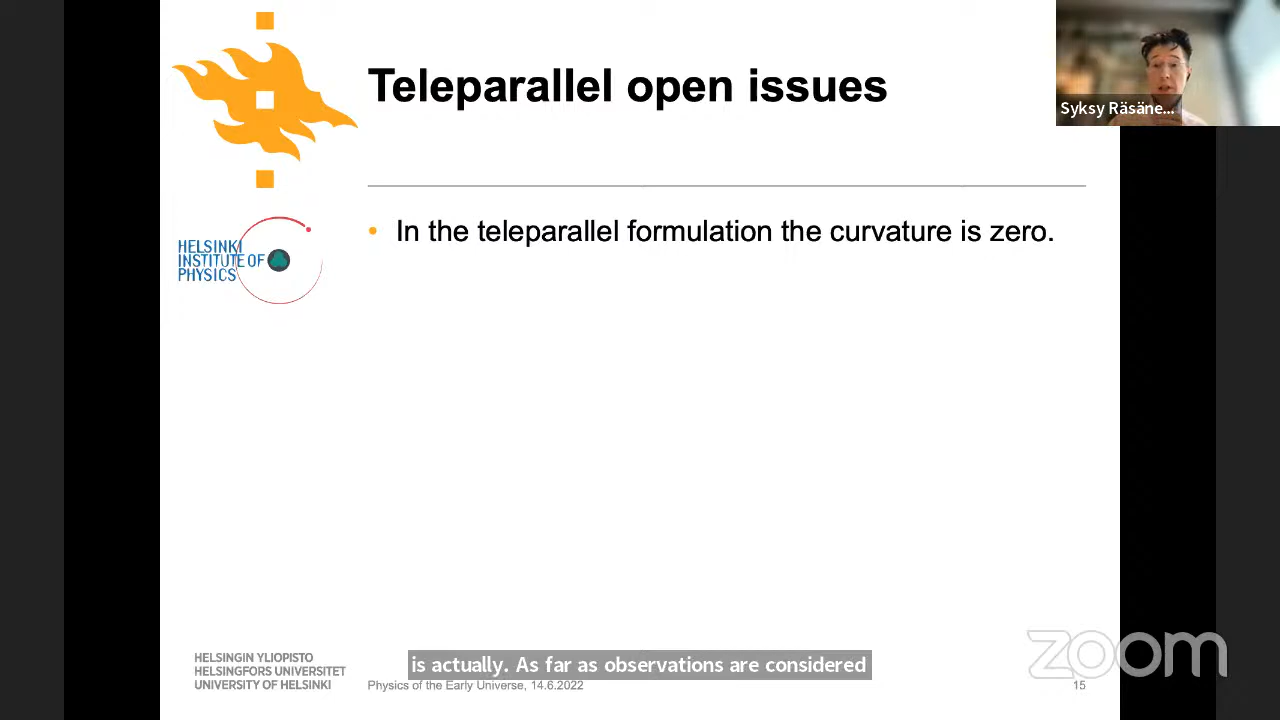 Teleparallel open issues
Syksy Räsäne...
• In the teleparallel formulation the curvature is zero.
HELSINKI
INSTITUTE OF
PHYSICS
HELSINGIN YLIOPISTO
HELSINGFORS UNIVERSITET
UNIVERSITY OF HELSINKI
is actually. As far as observations are considered
Physics of the Early Universe, 14.6.2022
15
zoom